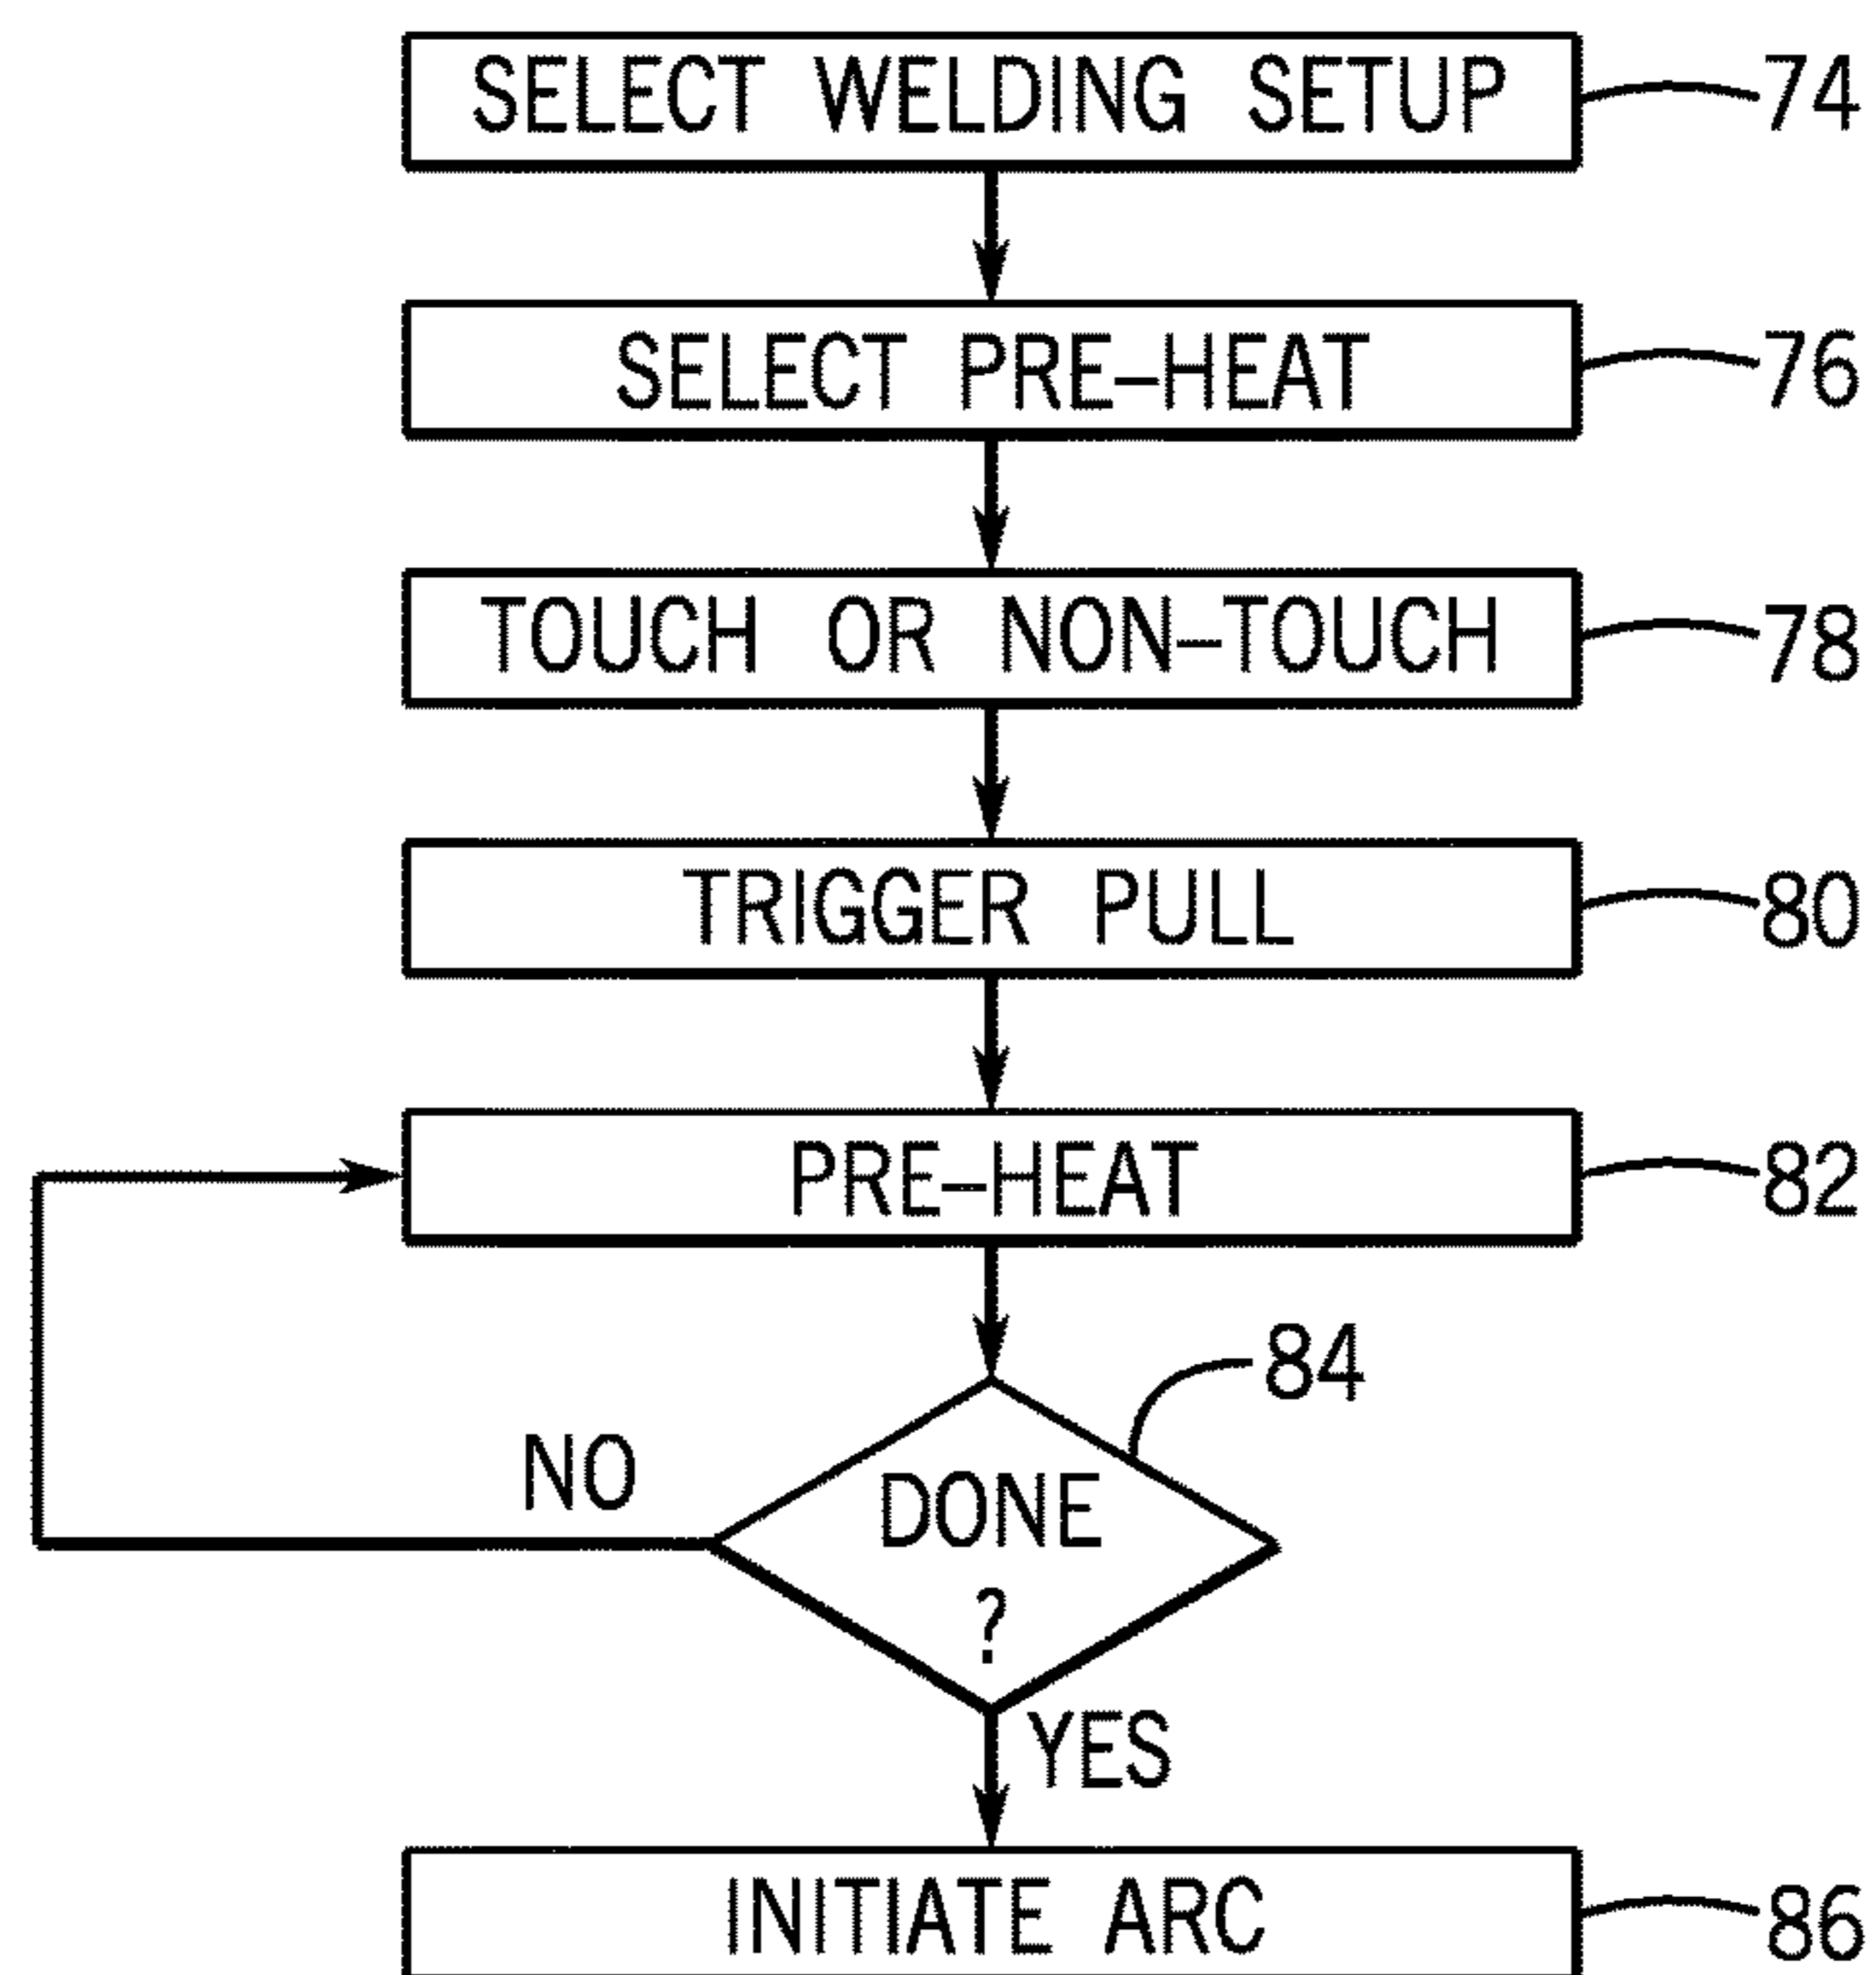 SELECT WELDING SETUP 74
SELECT PRE–HEAT 76
TOUCH OR NON–TOUCH 78
TRIGGER PULL 80
PRE–HEAT 82
84
NO
DONE
?
YES
INITIATE ARC 86